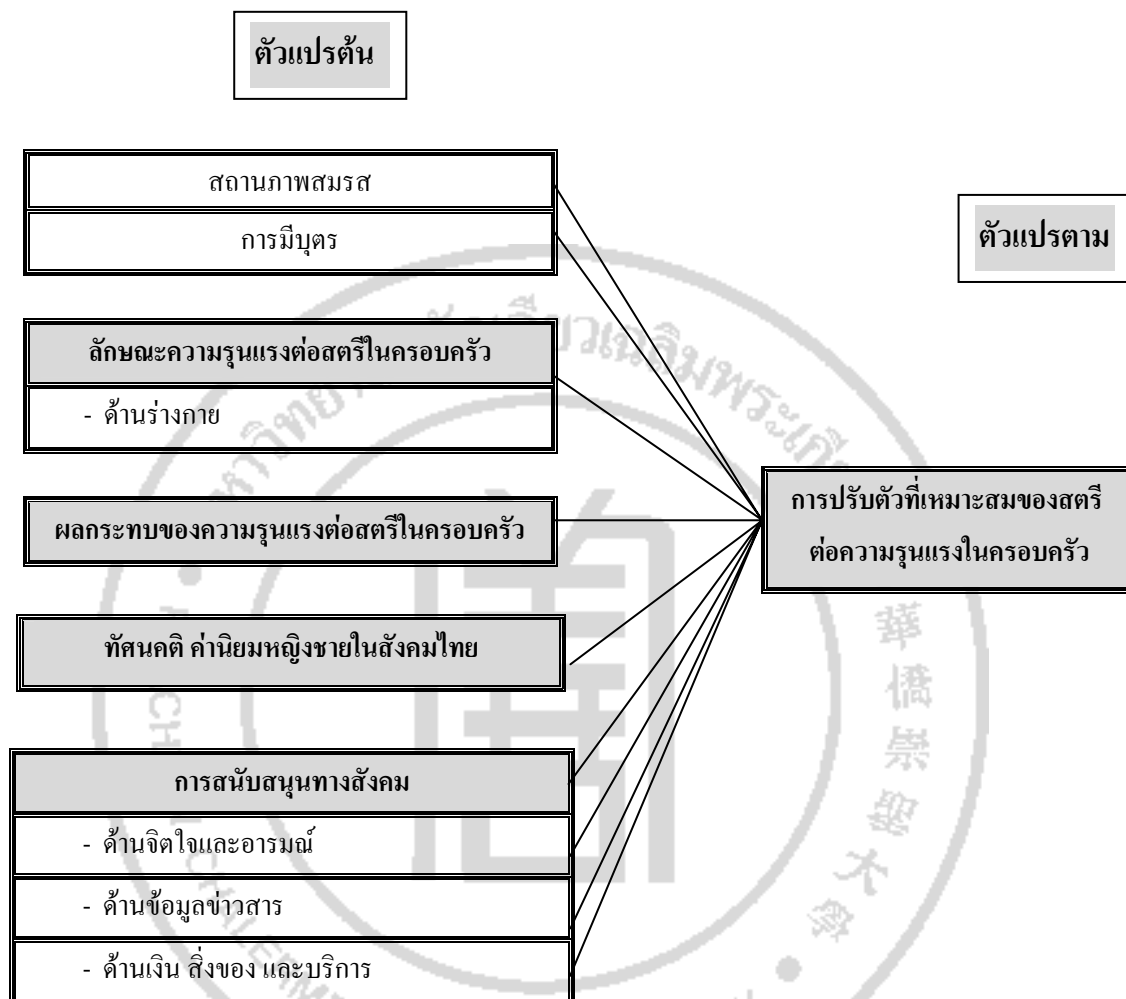 ตัวแปรต้น
สถานภาพสมรส
การมีบุตร
ตัวแปรตาม
ลักษณะความรุนแรงต่อสตรีในครอบครัว
- ด้านร่างกาย
ผลกระทบของความรุนแรงต่อสตรีในครอบครัว
การปรับตัวที่เหมาะสมของสตรี
ต่อความรุนแรงในครอบครัว
ทัศนคติ ค่านิยมหญิงชายในสังคมไทย
การสนับสนุนทางสังคม
- ด้านจิตใจและอารมณ์
- ด้านข้อมูลข่าวสาร
- ด้านเงิน สิ่งของ และบริการ
華僑崇聖大學